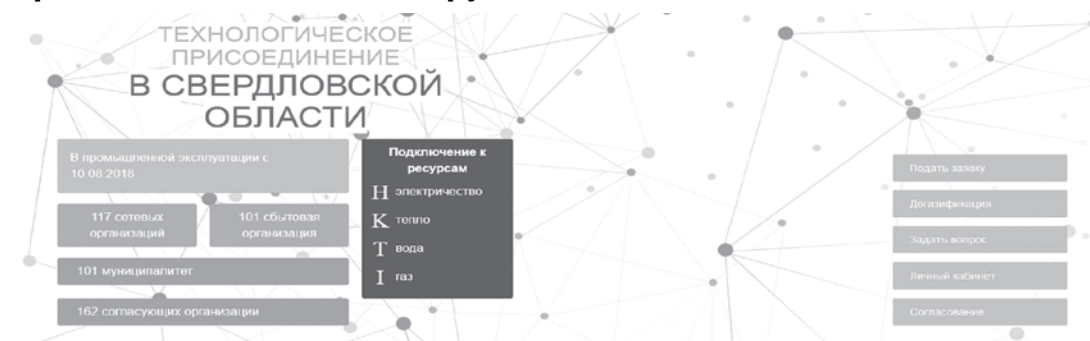 ТЕХНОЛОГИЧЕСКОЕ
ПРИСОЕДИНЕНИЕ
В СВЕРДЛОВСКОЙ
ОБЛАСТИ
В промышленной эксплуатации с
10.08.2018
117 сетевых
организаций
101 сбытовая
организация
101 муниципалитет
162 согласующих организации
Подключение к
ресурсам
Н электричество
К тепло
Т вода
I газ
Подать заявку
Догазификация
Задать вопрос
Личный кабинет
Согласование